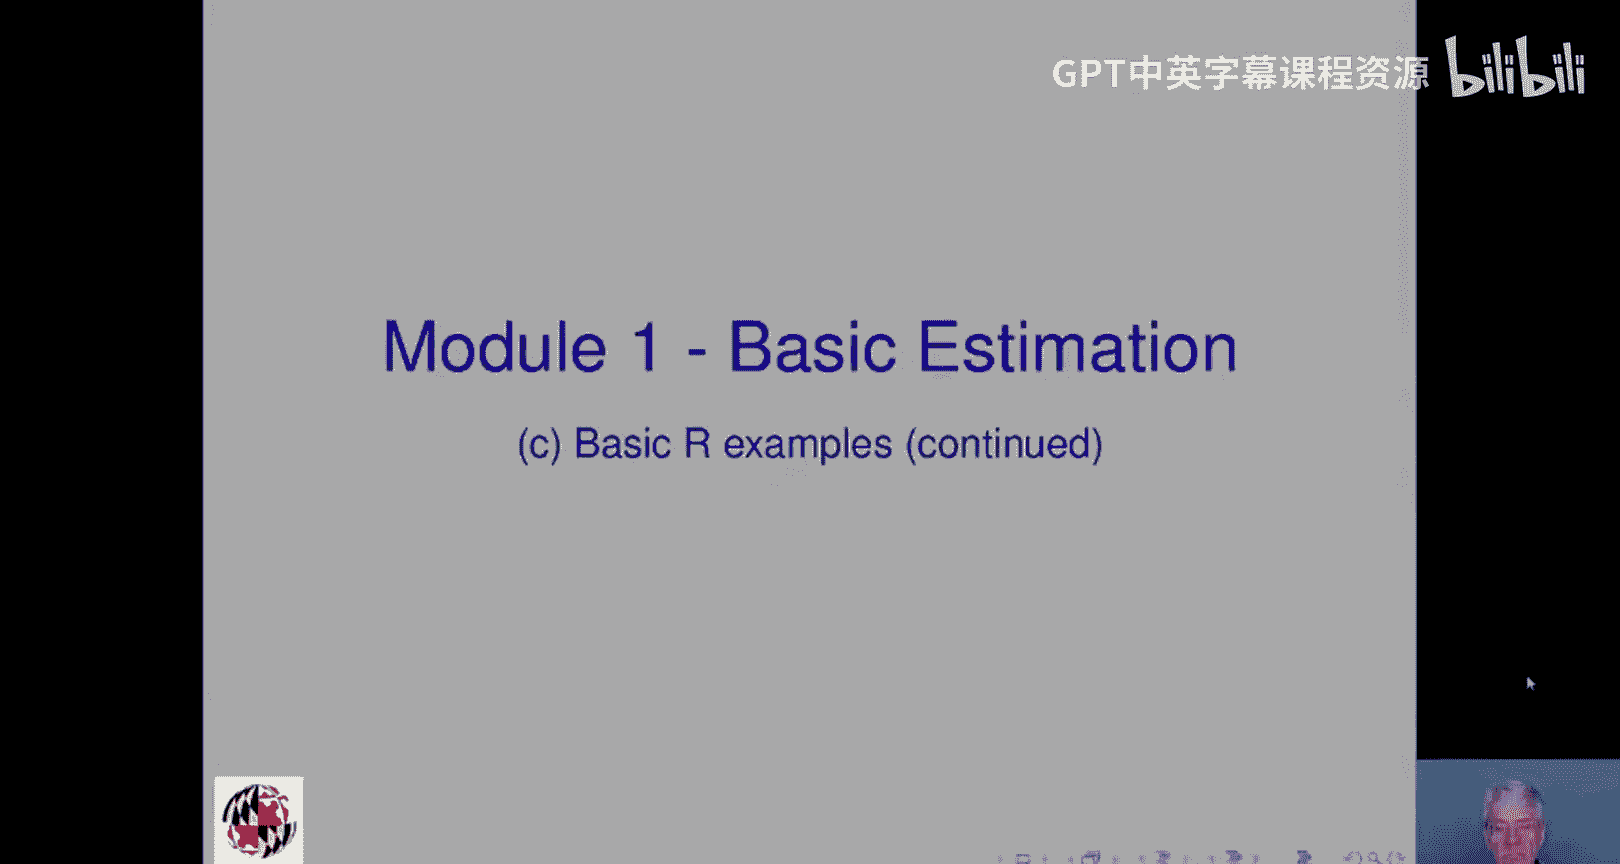 GPT中英字幕课程资源 bilibili
Module 1 - Basic Estimation
(c) Basic R examples (continued)